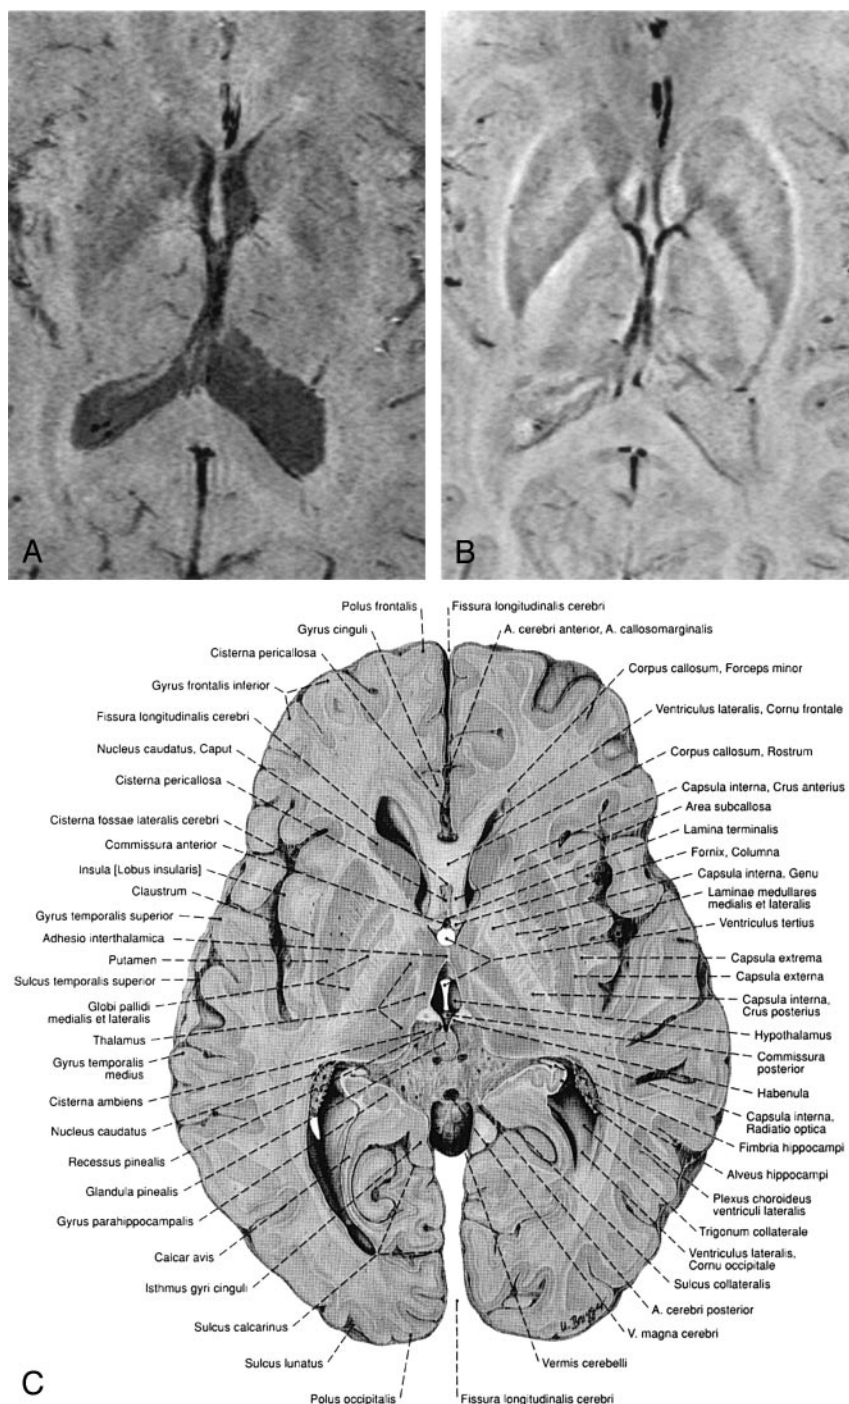 A
B
Polus frontalis
Gyrus cinguli
Cisterna pericallosa
Gyrus frontalis inferior
Fissura longitudinalis cerebri
Nucleus caudatus, Caput
Cisterna pericallosa
Cisterna fossae lateralis cerebri
Commissura anterior
Insula [Lobus insularis]
Claustrum
Gyrus temporalis superior
Adhesio interthalamica
Putamen
Sulcus temporalis superior
Globi pallidi
medialis et lateralis
Thalamus
Gyrus temporalis
medius
Cisterna ambiens
Nucleus caudatus
Recessus pinealis
Glandula pinealis
Gyrus parahippocampalis
Calcar avis
Isthmus gyri cinguli
Sulcus calcarinus
Sulcus lunatus
Polus occipitalis
Fissura longitudinalis cerebri
A. cerebri anterior, A. callosomarginalis
Corpus callosum, Forceps minor
Ventriculus lateralis, Cornu frontale
Corpus callosum, Rostrum
Capsula interna, Crus anterius
Area subcallosa
Lamina terminalis
Fornix, Columna
Capsula interna, Genu
Laminae medullares
medialis et lateralis
Ventriculus tertius
Capsula extrema
Capsula externa
Capsula interna,
Crus posterius
Hypothalamus
Commissura
posterior
Habenula
Capsula interna,
Radiatio optica
Fimbria hippocampi
Alveus hippocampi
Plexus choroideus
ventriculi lateralis
Trigonum collaterale
Ventriculus lateralis,
Cornu occipitale
Sulcus collateralis
A. cerebri posterior
V. magna cerebri
Vermis cerebelli
Fissura longitudinalis cerebri
C